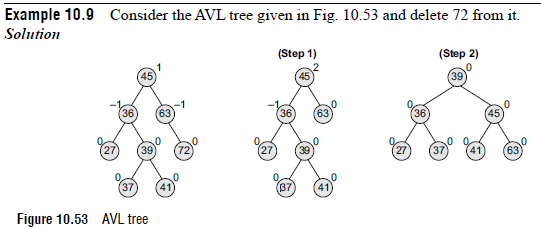 Example 10.9 Consider the AVL tree given in Fig. 10.53 and delete 72 from it.
Solution
(Step 1) (Step 2)
1 2 0
45 45 39
-1 -1 -1 0 0 0
36 63 36 63 36 45
0 0 0 0 0 0 0 0 0
27 39 72 27 39 27 37 41 63
0 0 0 0
37 41 37 41
Figure 10.53 AVL tree